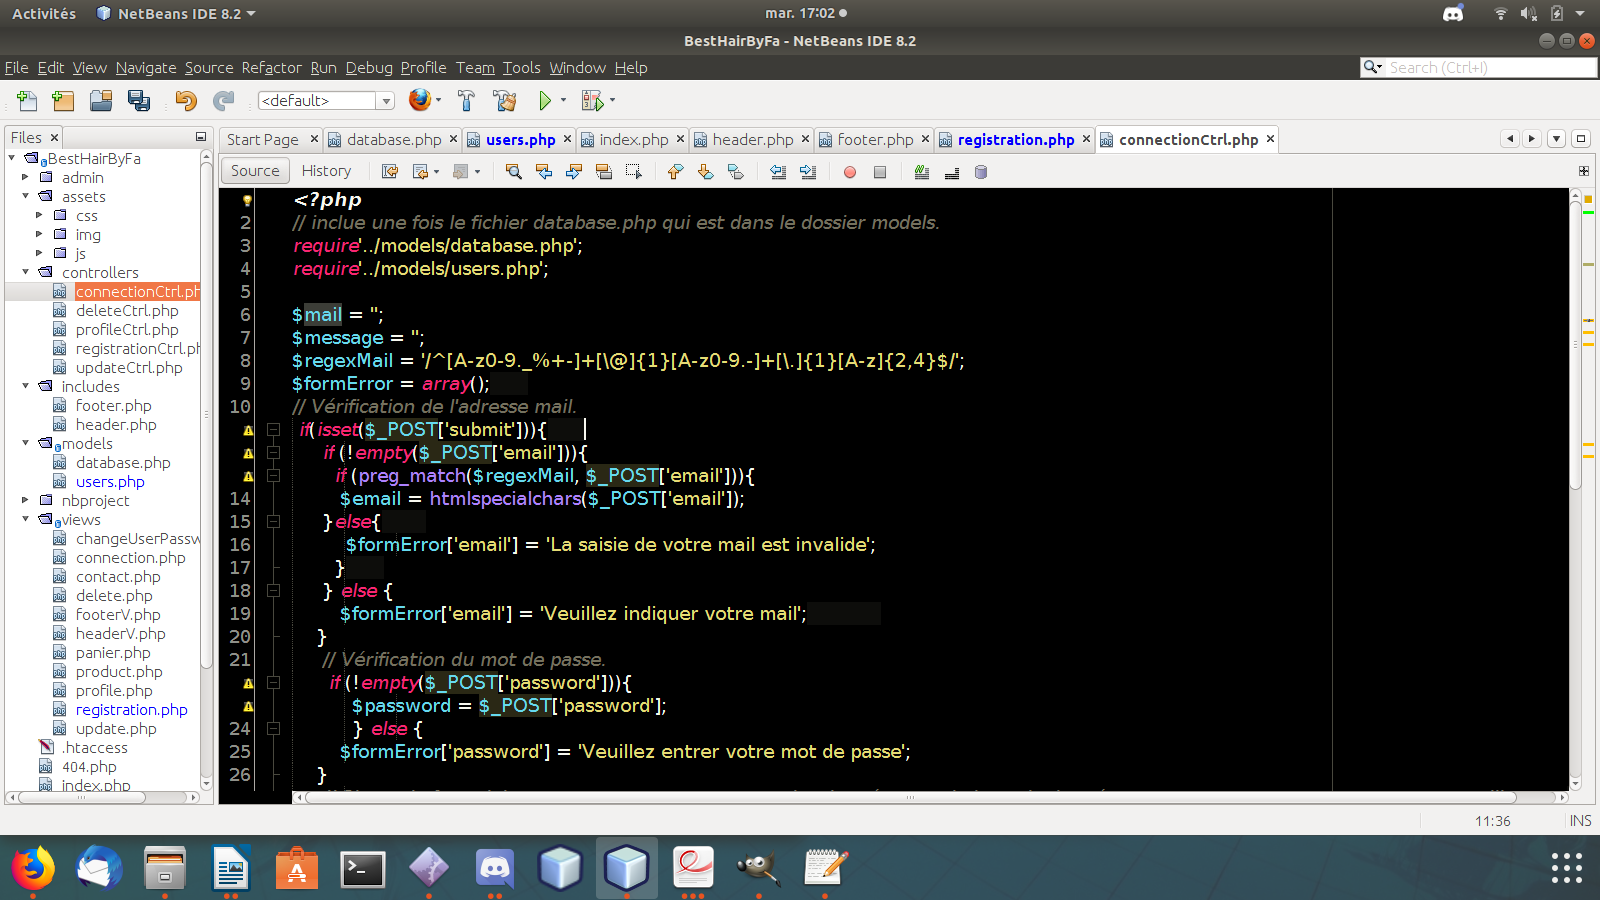 Activités
NetBeans IDE 8.2
mar. 17:02
BestHairByFa - NetBeans IDE 8.2
File Edit View Navigate Source Refactor Run Debug Profile Team Tools Window Help
Search (Ctrl+I)
<default>
Files
Start Page
database.php
users.php
index.php
header.php
footer.php
registration.php
connectionCtrl.php
Source
History
BestHairByFa
admin
assets
css
img
js
controllers
connectionCtrl.ph
deleteCtrl.php
profileCtrl.php
registrationCtrl.ph
updateCtrl.php
includes
footer.php
header.php
models
database.php
users.php
nbproject
views
changeUserPassw
connection.php
contact.php
delete.php
footerV.php
headerV.php
panier.php
product.php
profile.php
registration.php
update.php
.htaccess
404.php
index.php
<?php
2 // inclue une fois le fichier database.php qui est dans le dossier models.
3 require'../models/database.php';
4 require'../models/users.php';
5
6 $mail = '';
7 $message = '';
8 $regexMail = '/^[A-z0-9._%+-]+[\@]{1}[A-z0-9.-]+[\.]{1}[A-z]{2,4}$/';
9 $formError = array();
10 // Vérification de l'adresse mail.
if(isset($_POST['submit'])){
if (!empty($_POST['email'])){
if (preg_match($regexMail, $_POST['email'])){
14 $email = htmlspecialchars($_POST['email']);
15 }else{
16 $formError['email'] = 'La saisie de votre mail est invalide';
17 }
18 } else {
19 $formError['email'] = 'Veuillez indiquer votre mail';
20 }
21 // Vérification du mot de passe.
if (!empty($_POST['password'])){
$password = $_POST['password'];
24 } else {
25 $formError['password'] = 'Veuillez entrer votre mot de passe';
26 }
11:36
INS